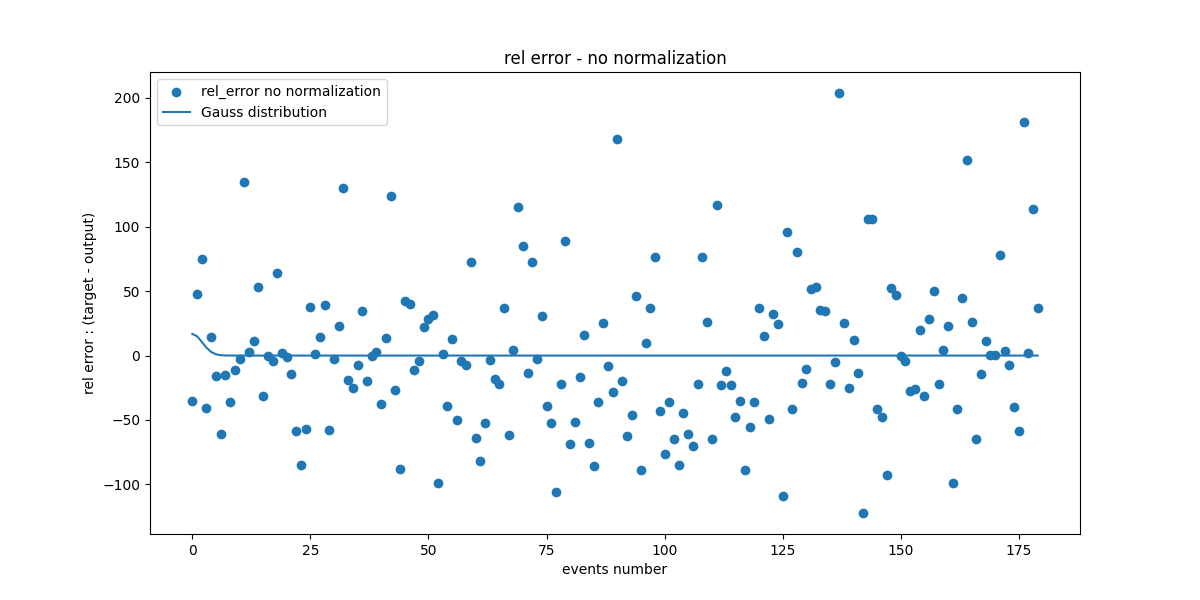 rel error - no normalization
rel_error no normalization
Gauss distribution
rel error : (target - output)
200
150
100
50
0
−50
−100
0 25 50 75 100 125 150 175
events number